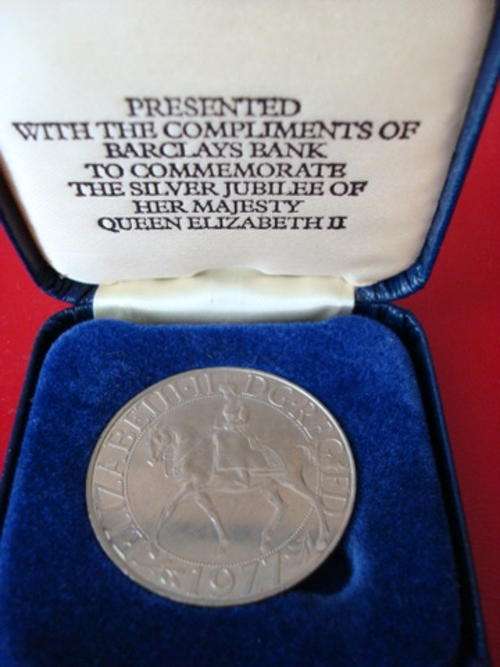 PRESENTED
WITH THE COMPLIMENTS OF
BARCLAYS BANK
TO COMMEMORATE
THE SILVER JUBILEE OF
HER MAJESTY
QUEEN ELIZABETH II
ELIZABETH·II D·G·REG F·D
1977